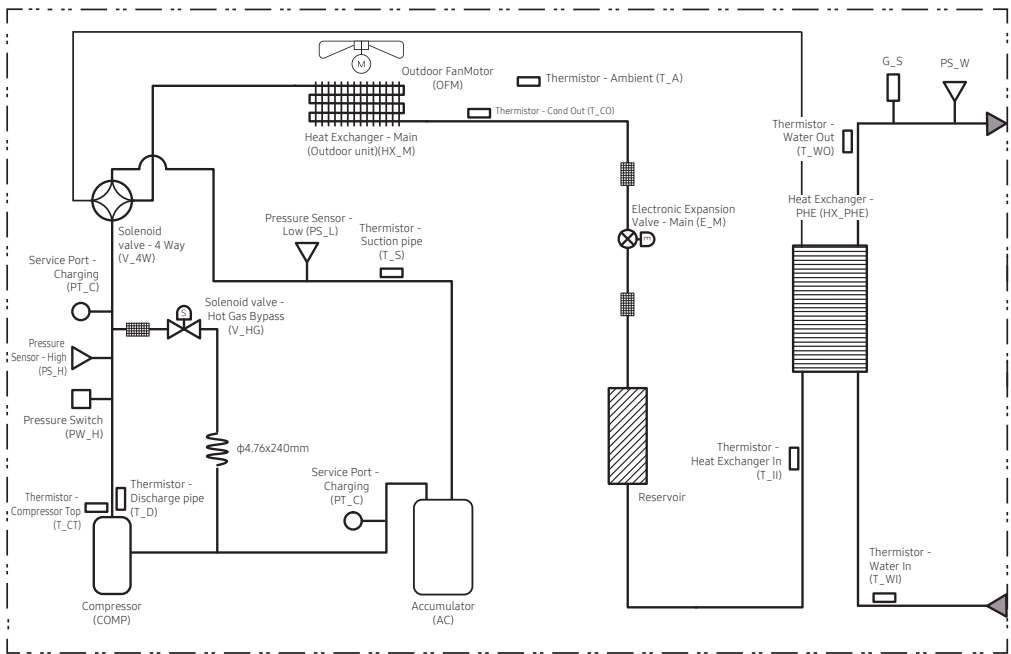 G_S
PS_W
M
Outdoor FanMotor
(OFM)
Thermistor - Ambient (T_A)
Thermistor - Cond Out (T_CO)
Heat Exchanger - Main
(Outdoor unit)(HX_M)
Thermistor -
Water Out
(T_WO)
Heat Exchanger -
PHE (HX_PHE)
Solenoid
valve - 4 Way
(V_4W)
Pressure Sensor -
Low (PS_L)
Thermistor -
Suction pipe
(T_S)
Electronic Expansion
Valve - Main (E_M)
E
Service Port -
Charging
(PT_C)
Solenoid valve -
Hot Gas Bypass
(V_HG)
S
Pressure
Sensor - High
(PS_H)
Pressure Switch
(PW_H)
ф4.76x240mm
Thermistor -
Heat Exchanger In
(T_II)
Service Port -
Charging
(PT_C)
Reservoir
Thermistor -
Compressor Top
(T_CT)
Thermistor -
Discharge pipe
(T_D)
Thermistor -
Water In
(T_WI)
Compressor
(COMP)
Accumulator
(AC)